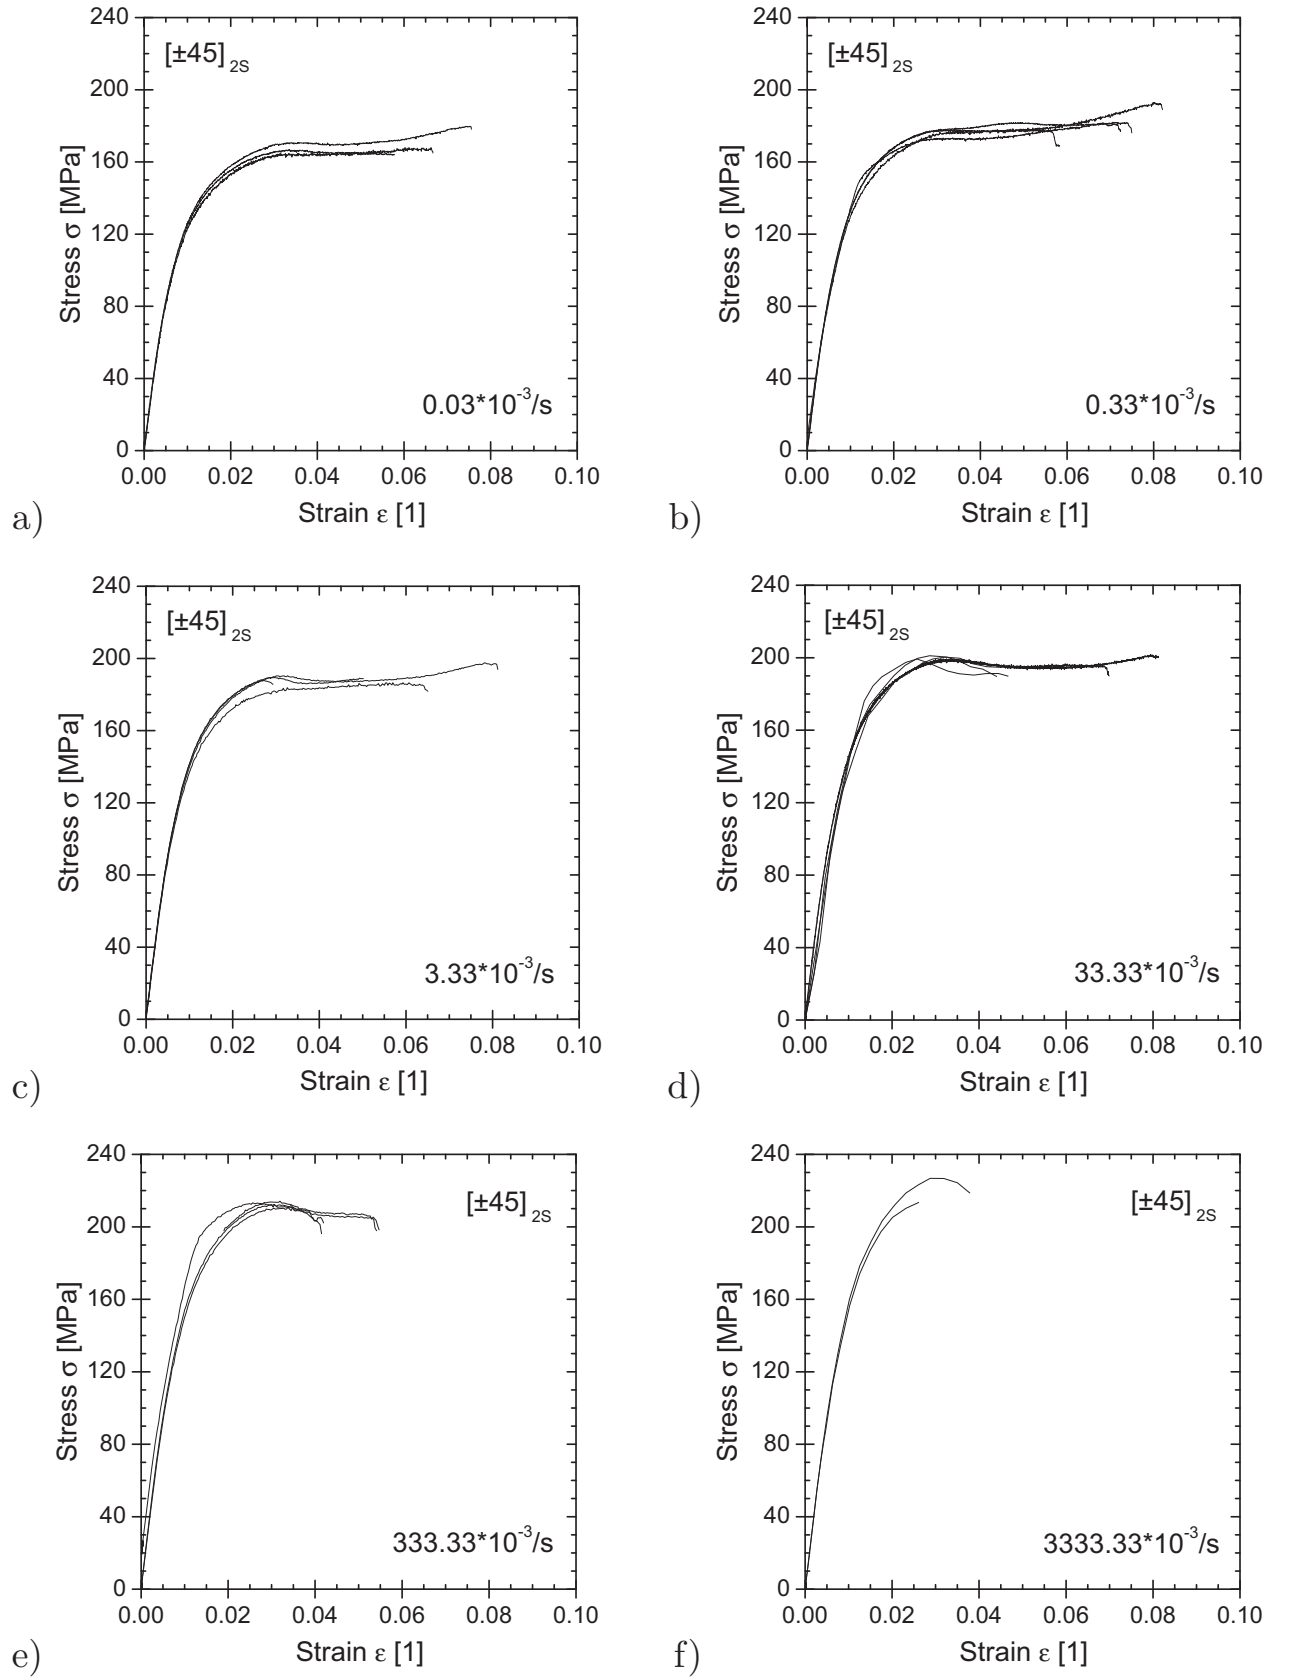 240
200
160
120
80
40
0
Stress σ [MPa]
[±45]2S
0.03*10-3/s
0.00 0.02 0.04 0.06 0.08 0.10
Strain ε [1]
a)
240
200
160
120
80
40
0
Stress σ [MPa]
[±45]2S
0.33*10-3/s
0.00 0.02 0.04 0.06 0.08 0.10
Strain ε [1]
b)
240
200
160
120
80
40
0
Stress σ [MPa]
[±45]2S
3.33*10-3/s
0.00 0.02 0.04 0.06 0.08 0.10
Strain ε [1]
c)
240
200
160
120
80
40
0
Stress σ [MPa]
[±45]2S
33.33*10-3/s
0.00 0.02 0.04 0.06 0.08 0.10
Strain ε [1]
d)
240
200
160
120
80
40
0
Stress σ [MPa]
[±45]2S
333.33*10-3/s
0.00 0.02 0.04 0.06 0.08 0.10
Strain ε [1]
e)
240
200
160
120
80
40
0
Stress σ [MPa]
[±45]2S
3333.33*10-3/s
0.00 0.02 0.04 0.06 0.08 0.10
Strain ε [1]
f)